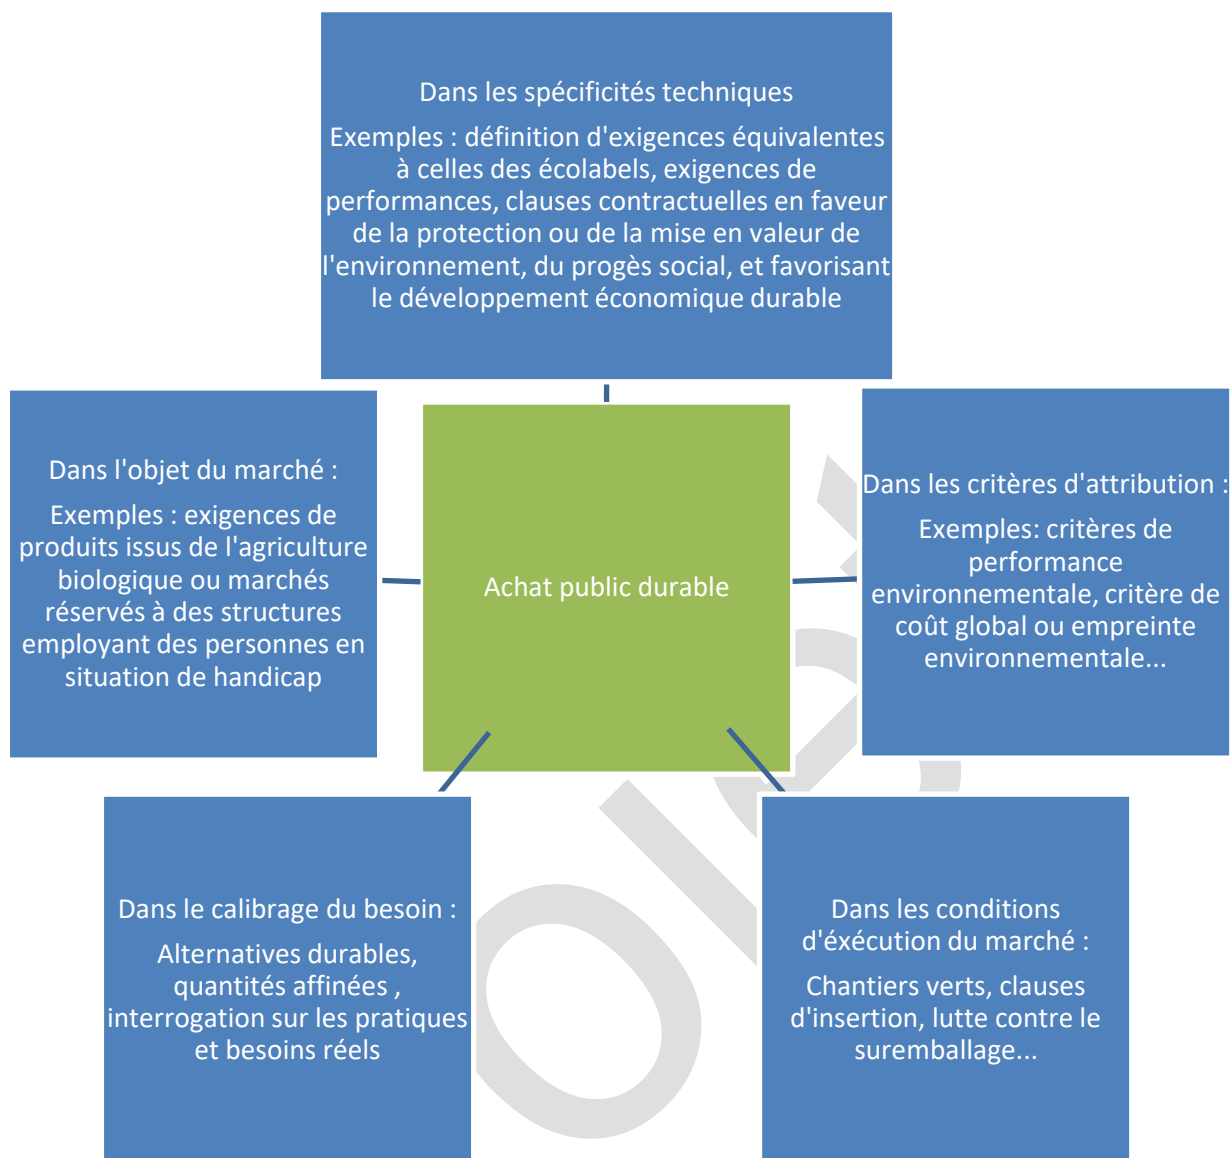 Dans les spécificités techniques
Exemples : définition d'exigences équivalentes
à celles des écolabels, exigences de
performances, clauses contractuelles en faveur
de la protection ou de la mise en valeur de
l'environnement, du progès social, et favorisant
le développement économique durable
Dans l'objet du marché :
Exemples : exigences de
produits issus de l'agriculture
biologique ou marchés
réservés à des structures
employant des personnes en
situation de handicap
Achat public durable
Dans les critères d'attribution :
Exemples: critères de
performance
environnementale, critère de
coût global ou empreinte
environnementale...
Dans le calibrage du besoin :
Alternatives durables,
quantités affinées ,
interrogation sur les pratiques
et besoins réels
Dans les conditions
d'éxécution du marché :
Chantiers verts, clauses
d'insertion, lutte contre le
suremballage...